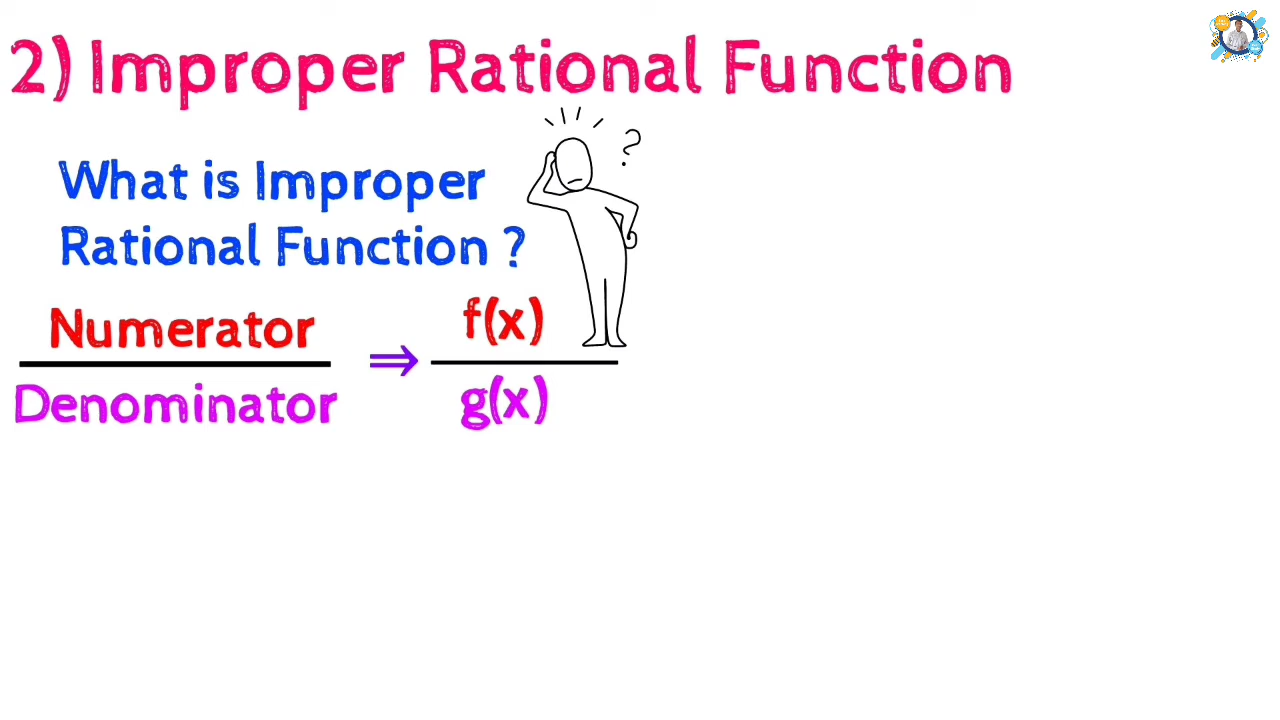 2) Improper Rational Function
What is Improper
Rational Function ?
?
Numerator
Denominator
⇒
f(x)
g(x)